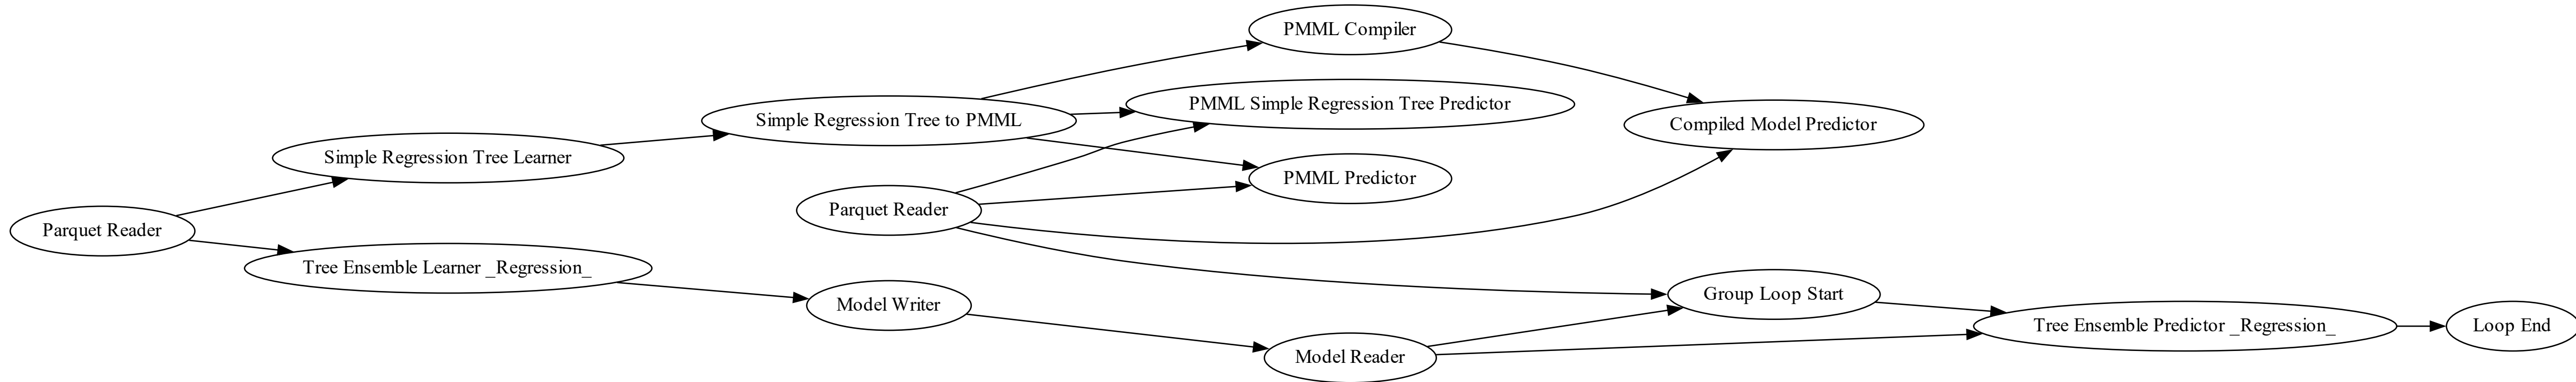 PMML Compiler
PMML Simple Regression Tree Predictor
Simple Regression Tree to PMML
Compiled Model Predictor
Simple Regression Tree Learner
PMML Predictor
Parquet Reader
Parquet Reader
Tree Ensemble Learner _Regression_
Group Loop Start
Model Writer
Tree Ensemble Predictor _Regression_
Loop End
Model Reader